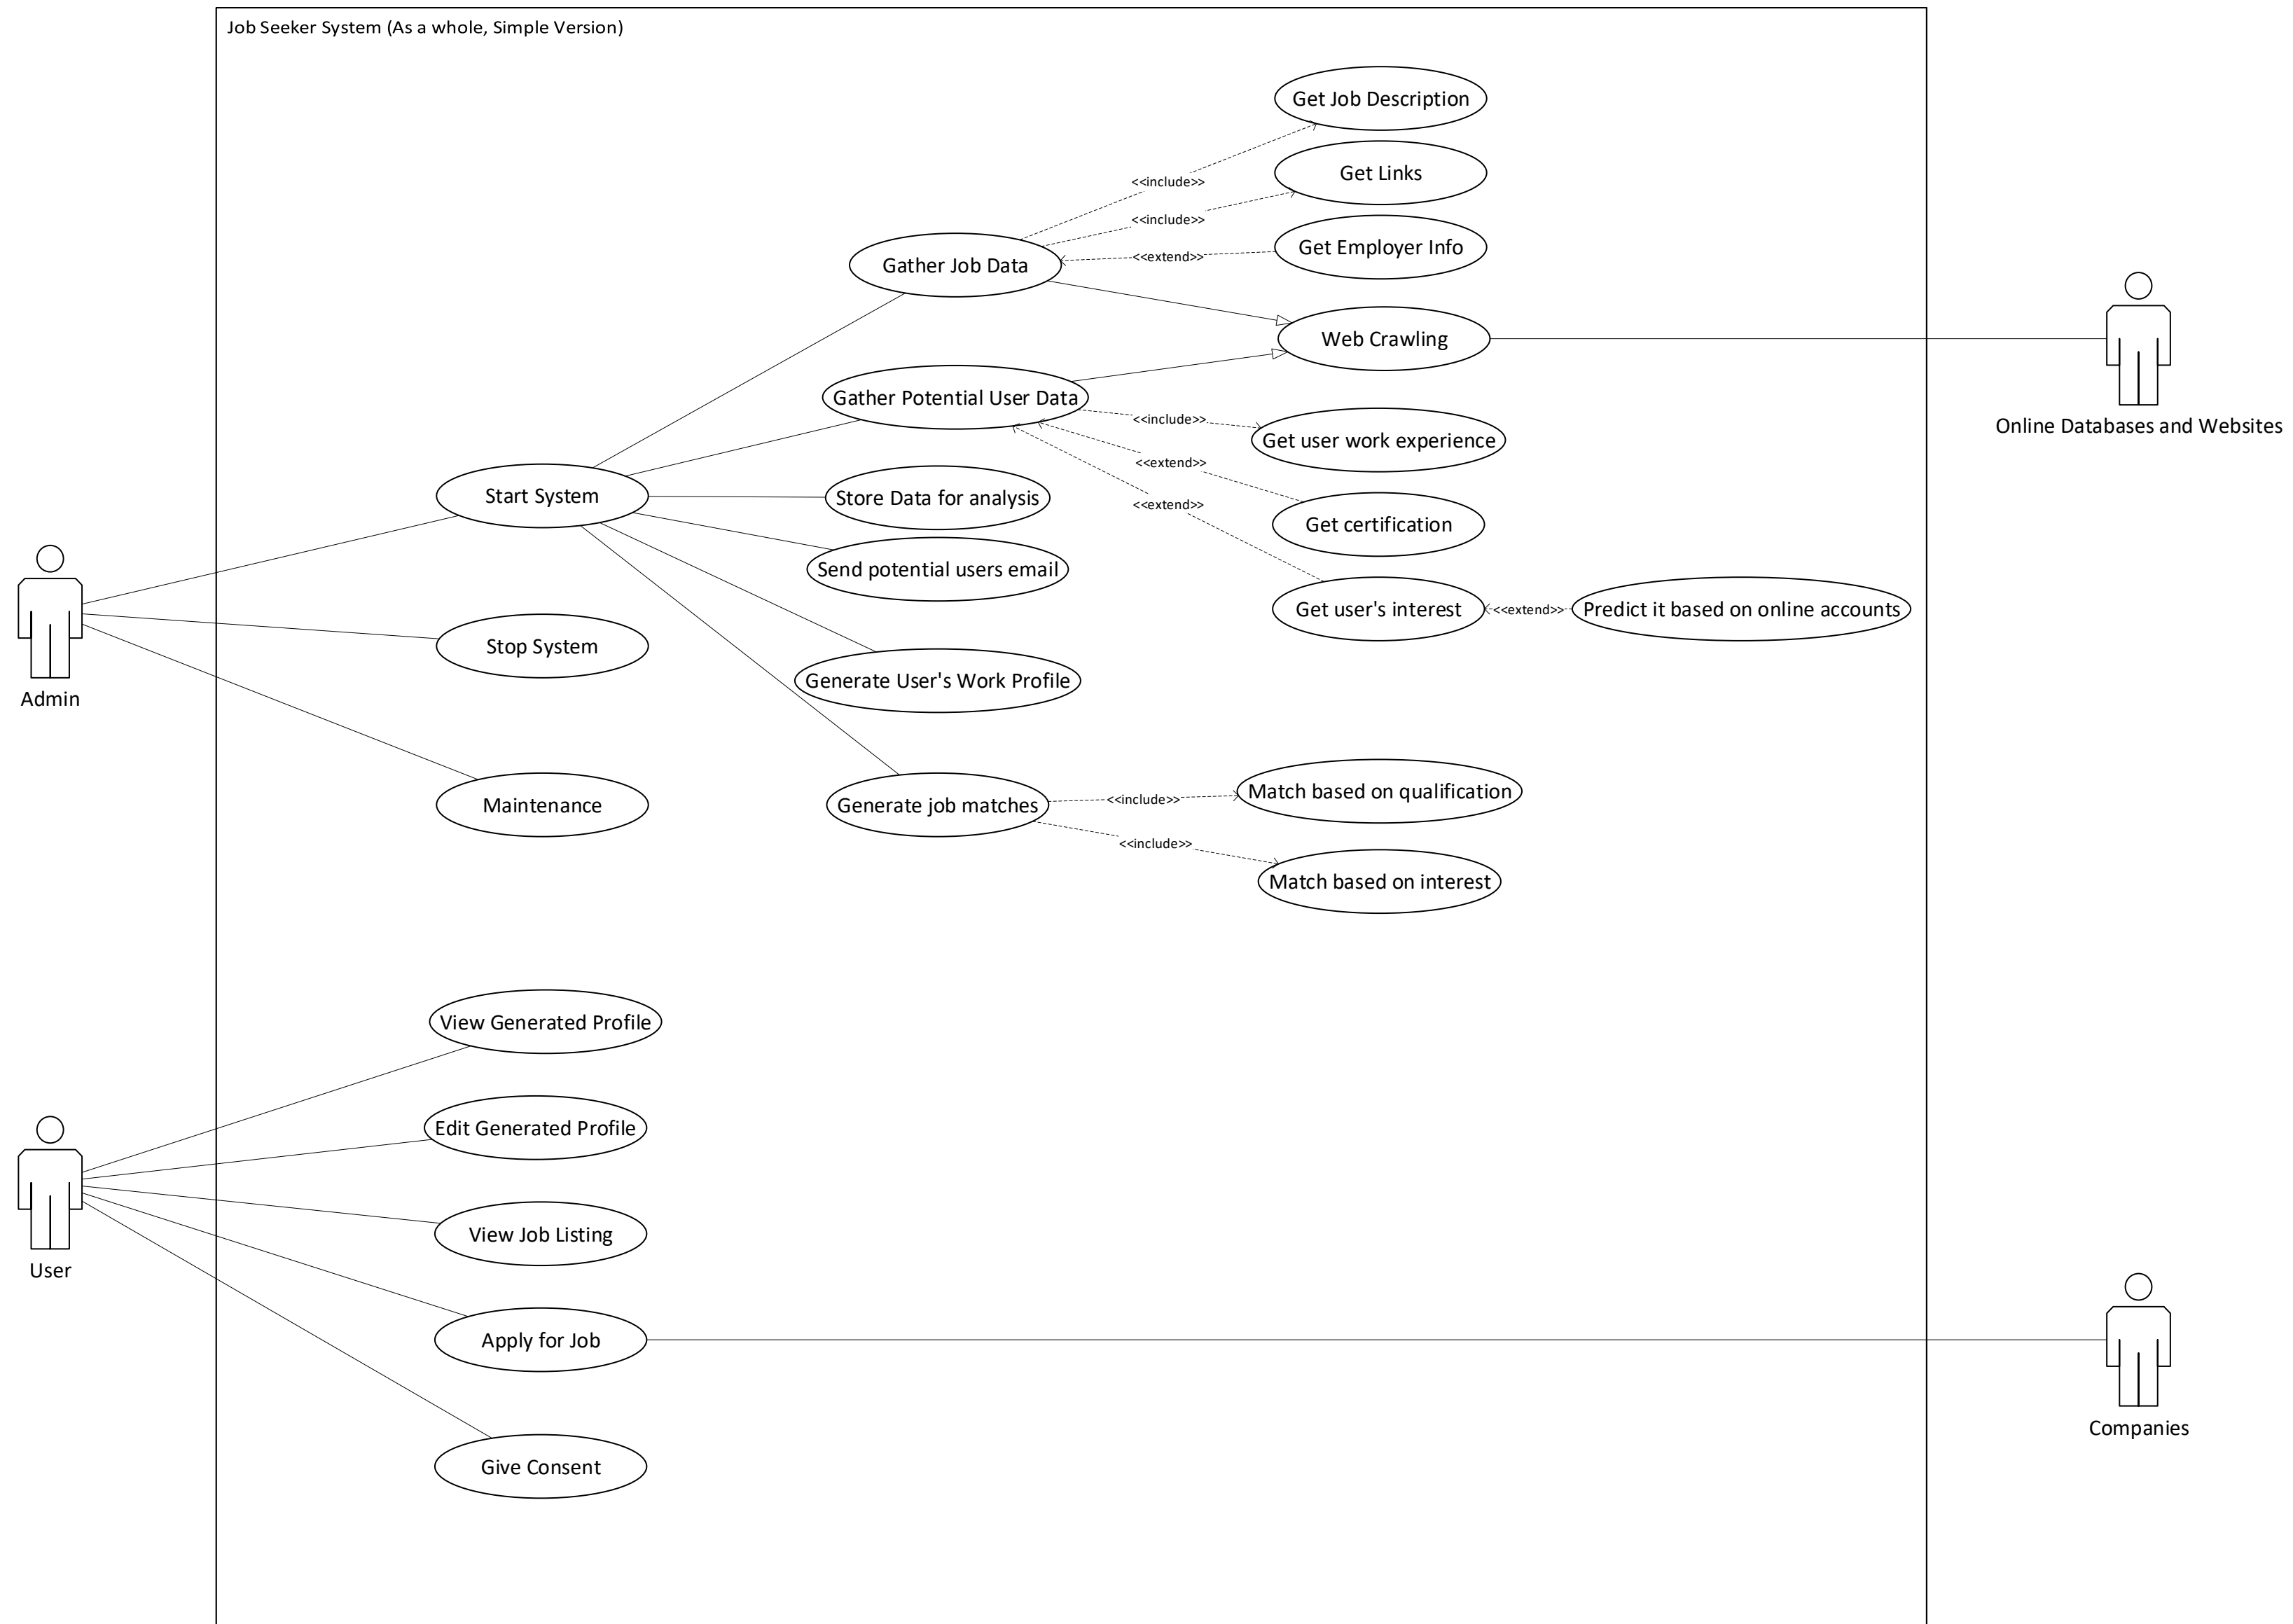 Job Seeker System (As a whole, Simple Version)
Get Job Description
<<include>>
Get Links
<<include>>
Get Employer Info
<<extend>>
Gather Job Data
Web Crawling
Online Databases and Websites
Gather Potential User Data
<<include>>
Get user work experience
<<extend>>
Start System
Store Data for analysis
<<extend>>
Get certification
Send potential users email
Get user's interest
<<extend>>
Predict it based on online accounts
Stop System
Generate User's Work Profile
Admin
Maintenance
Generate job matches
<<include>>
Match based on qualification
<<include>>
Match based on interest
View Generated Profile
Edit Generated Profile
View Job Listing
User
Apply for Job
Companies
Give Consent